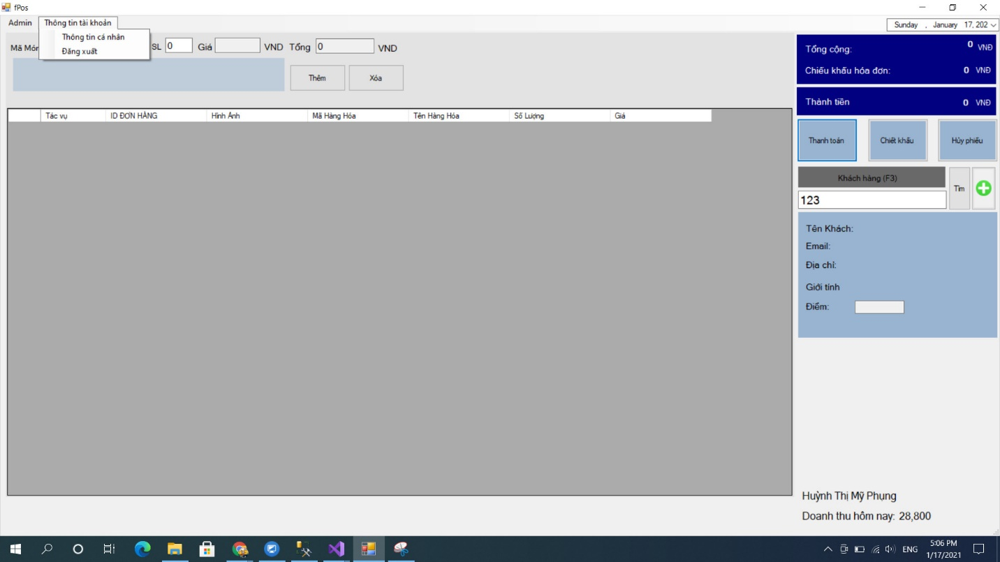 fPos
Admin Thông tin tài khoản
Sunday , January 17, 202
Thông tin cá nhân
Đăng xuất
Mã Món SL 0 Giá VND Tổng 0 VND
Thêm Xóa
Tổng cộng: 0 VNĐ
Chiếu khấu hóa đơn: 0 VNĐ
Thành tiền 0 VNĐ
Tác vụ ID ĐƠN HÀNG Hình Ảnh Mã Hàng Hóa Tên Hàng Hóa Số Lượng Giá
Thanh toán Chiết khấu Hủy phiếu
Khách hàng (F3)
Tìm
123
Tên Khách:
Email:
Địa chỉ:
Giới tính
Điểm:
Huỳnh Thị Mỹ Phụng
Doanh thu hôm nay: 28,800
ENG
5:06 PM
1/17/2021